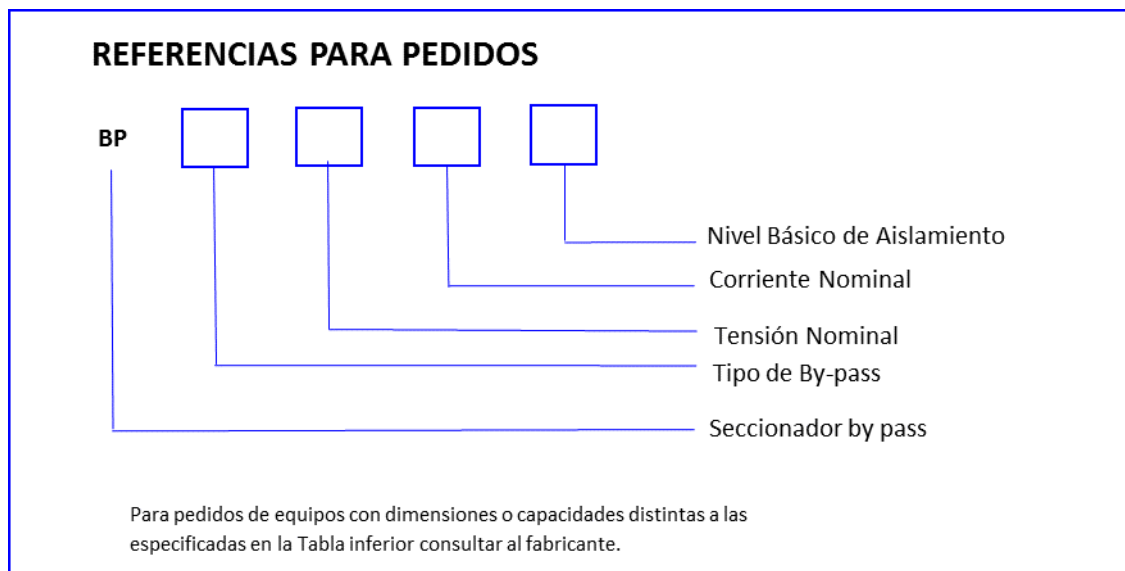 REFERENCIAS PARA PEDIDOS
BP
Nivel Básico de Aislamiento
Corriente Nominal
Tensión Nominal
Tipo de By-pass
Seccionador by pass
Para pedidos de equipos con dimensiones o capacidades distintas a las
especificadas en la Tabla inferior consultar al fabricante.